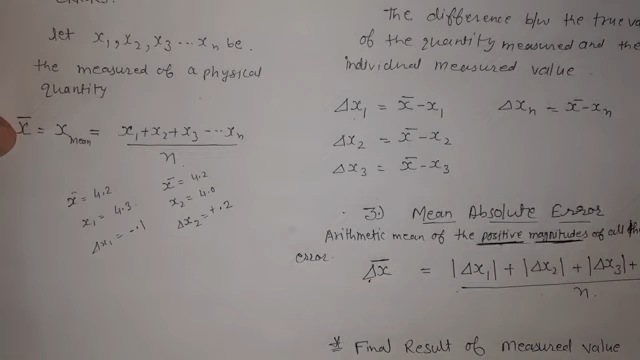 let x₁, x₂, x₃ ... xₙ be.
the measured of a physical
quantity
x̄ = x_mean = x₁+x₂+x₃ ... xₙ / n.
x̄ = 4.2
x₁ = 4.3
Δx₁ = -.1
x̄ = 4.2
x₂ = 4.0
Δx₂ = +.2
The difference b/w the true va
of the quantity measured and the
individual measured value.
Δx₁ = x̄ - x₁
Δxₙ = x̄ - xₙ
Δx₂ = x̄ - x₂
Δx₃ = x̄ - x₃
3.) Mean Absolute Error
Arithmetic mean of the positive magnitudes of all the
error.
Δx̄ = |Δx₁| + |Δx₂| + |Δx₃| + / n.
Final Result of Measured value